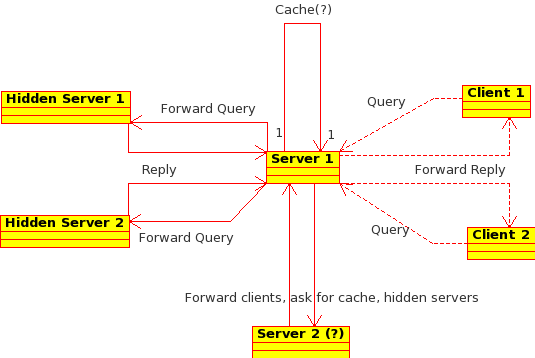 Cache(?)
Hidden Server 1
Client 1
Query
Forward Query
1
1
Server 1
Reply
Forward Reply
Hidden Server 2
Query
Client 2
Forward Query
Forward clients, ask for cache, hidden servers
Server 2 (?)